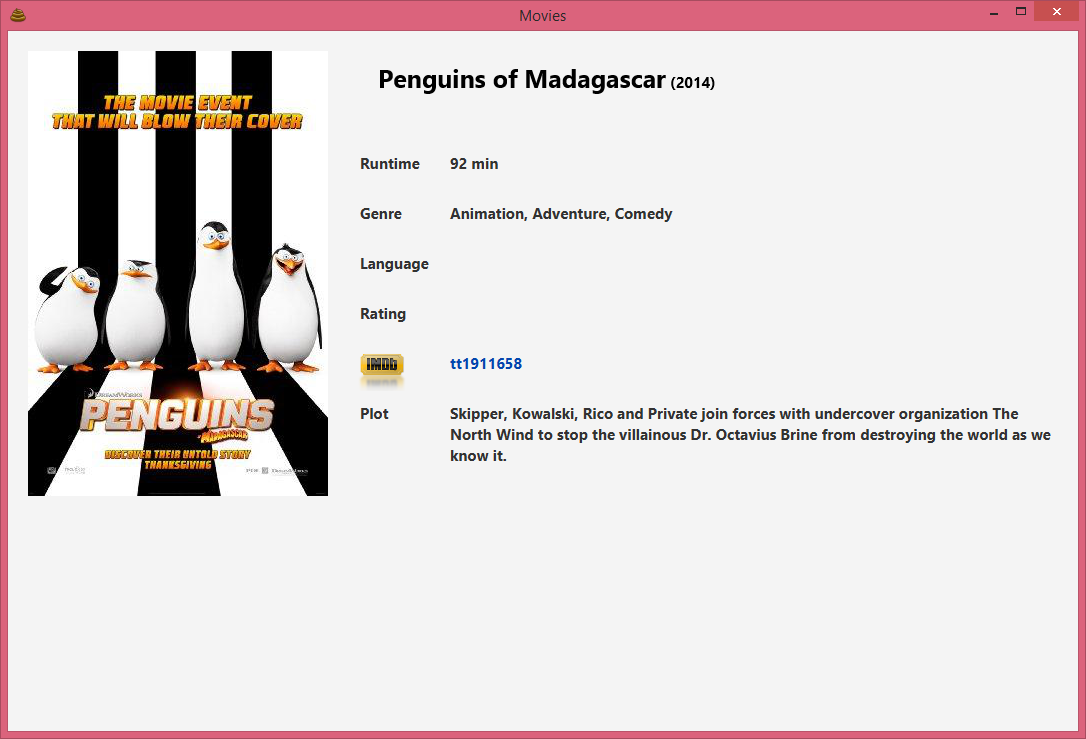 Movies
THE MOVIE EVENT
THAT WILL BLOW THEIR COVER
DREAMWORKS
PENGUINS
OF MADAGASCAR
DISCOVER THEIR UNTOLD STORY
THANKSGIVING
Penguins of Madagascar (2014)
Runtime 92 min
Genre Animation, Adventure, Comedy
Language
Rating
IMDb tt1911658
Plot Skipper, Kowalski, Rico and Private join forces with undercover organization The
North Wind to stop the villainous Dr. Octavius Brine from destroying the world as we
know it.